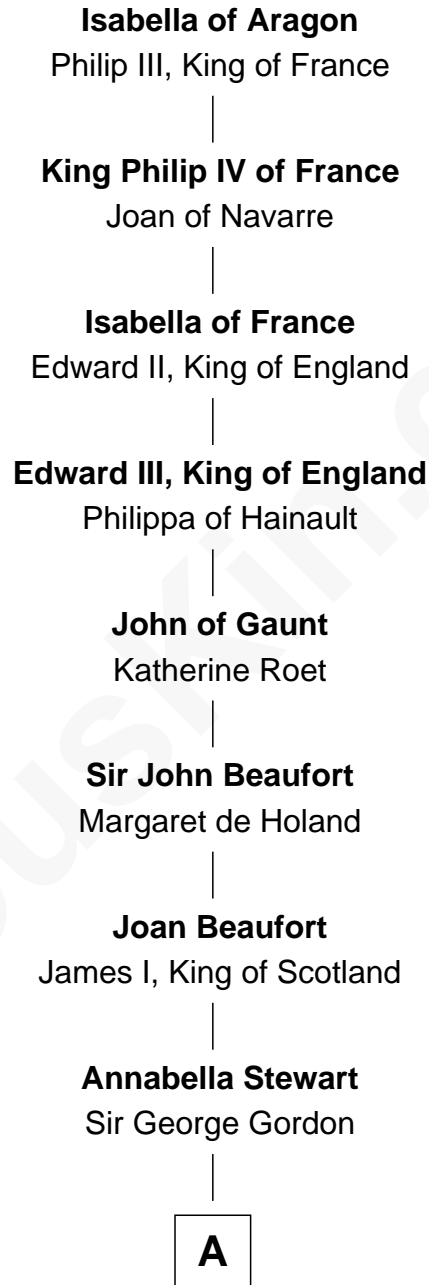 Isabella of Aragon
Philip III, King of France
King Philip IV of France
Joan of Navarre
Isabella of France
Edward II, King of England
Edward III, King of England
Philippa of Hainault
John of Gaunt
Katherine Roet
Sir John Beaufort
Margaret de Holand
Joan Beaufort
James I, King of Scotland
Annabella Stewart
Sir George Gordon
A